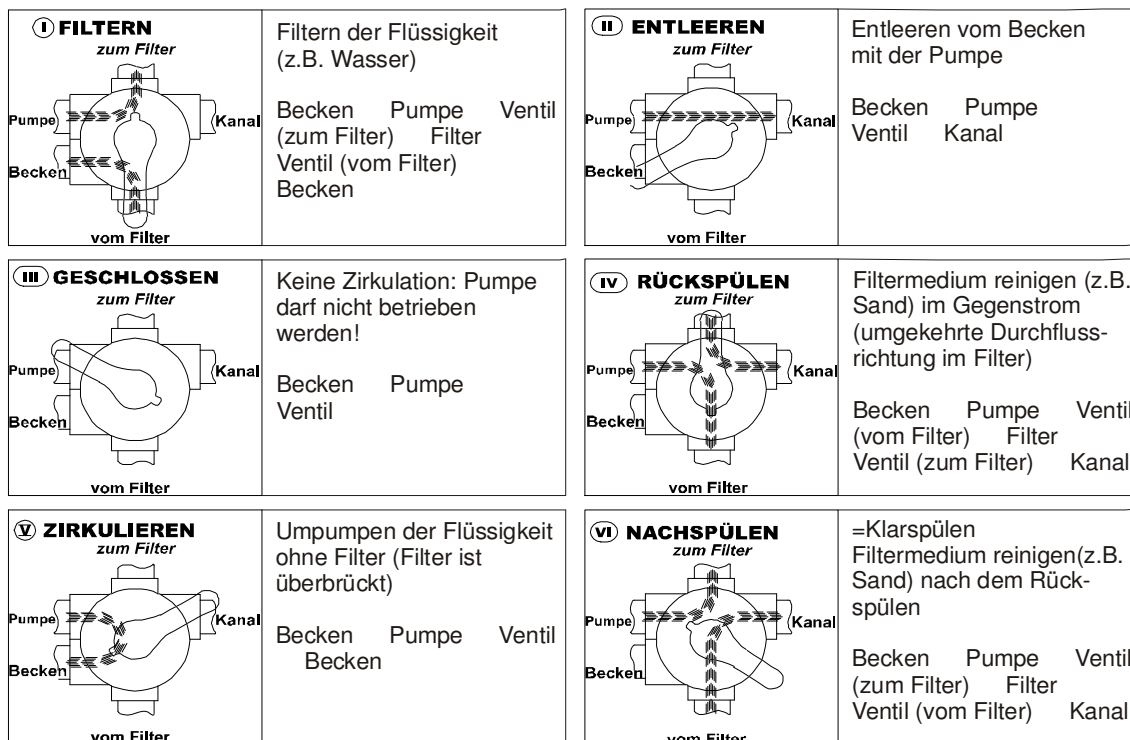 I FILTERN
zum Filter
Pumpe
Kanal
Becken
vom Filter
Filtern der Flüssigkeit
(z.B. Wasser)
Becken Pumpe Ventil
(zum Filter) Filter
Ventil (vom Filter)
Becken
II ENTLEEREN
zum Filter
Pumpe
Kanal
Becken
vom Filter
Entleeren vom Becken
mit der Pumpe
Becken Pumpe
Ventil Kanal
III GESCHLOSSEN
zum Filter
Pumpe
Kanal
Becken
vom Filter
Keine Zirkulation: Pumpe
darf nicht betrieben
werden!
Becken Pumpe
Ventil
IV RÜCKSPÜLEN
zum Filter
Pumpe
Kanal
Becken
vom Filter
Filtermedium reinigen (z.B.
Sand) im Gegenstrom
(umgekehrte Durchfluss-
richtung im Filter)
Becken Pumpe Ventil
(vom Filter) Filter
Ventil (zum Filter) Kanal
V ZIRKULIEREN
zum Filter
Pumpe
Kanal
Becken
vom Filter
Umpumpen der Flüssigkeit
ohne Filter (Filter ist
überbrückt)
Becken Pumpe Ventil
Becken
VI NACHSPÜLEN
zum Filter
Pumpe
Kanal
Becken
vom Filter
=Klarspülen
Filtermedium reinigen(z.B.
Sand) nach dem Rück-
spülen
Becken Pumpe Ventil
(zum Filter) Filter
Ventil (vom Filter) Kanal